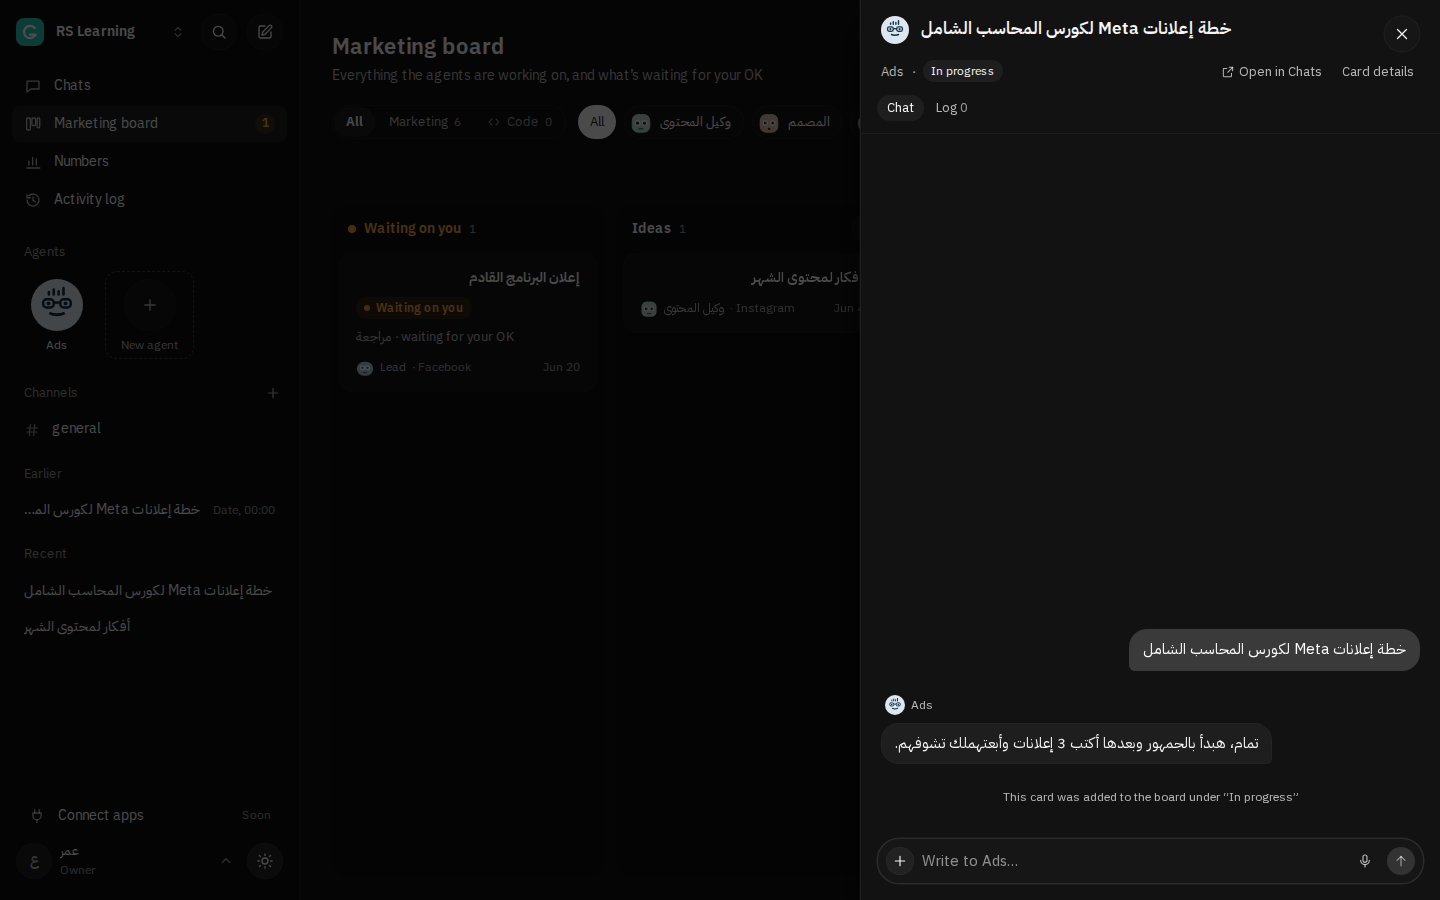 RS Learning
Chats
Marketing board 1
Numbers
Activity log
Agents
Ads
New agent
Channels
general
Earlier
خطة إعلانات Meta لكورس المـ... Date, 00:00
Recent
خطة إعلانات Meta لكورس المحاسب الشامل
أفكار لمحتوى الشهر
Connect apps Soon
ع
عمر
Owner
Marketing board
Everything the agents are working on, and what's waiting for your OK
All Marketing 6 Code 0 All وكيل المحتوى المصمم
Waiting on you 1
إعلان البرنامج القادم
Waiting on you
مراجعة · waiting for your OK
Lead · Facebook Jun 20
Ideas 1
فكار لمحتوى الشهر
وكيل المحتوى · Instagram Jun
خطة إعلانات Meta لكورس المحاسب الشامل
Ads · In progress Open in Chats Card details
Chat Log 0
خطة إعلانات Meta لكورس المحاسب الشامل
Ads
تمام، هبدأ بالجمهور وبعدها أكتب 3 إعلانات وأبعتهملك تشوفهم.
This card was added to the board under “In progress”
Write to Ads...